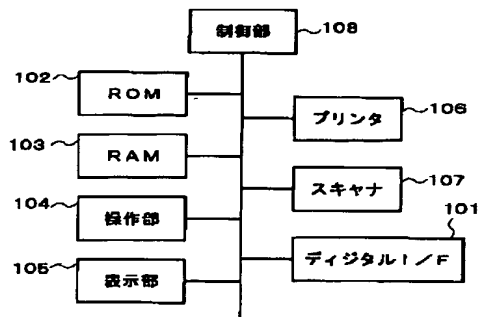 制御部
108
102
ROM
プリンタ
106
103
RAM
スキャナ
107
104
操作部
101
ディジタルI/F
105
表示部